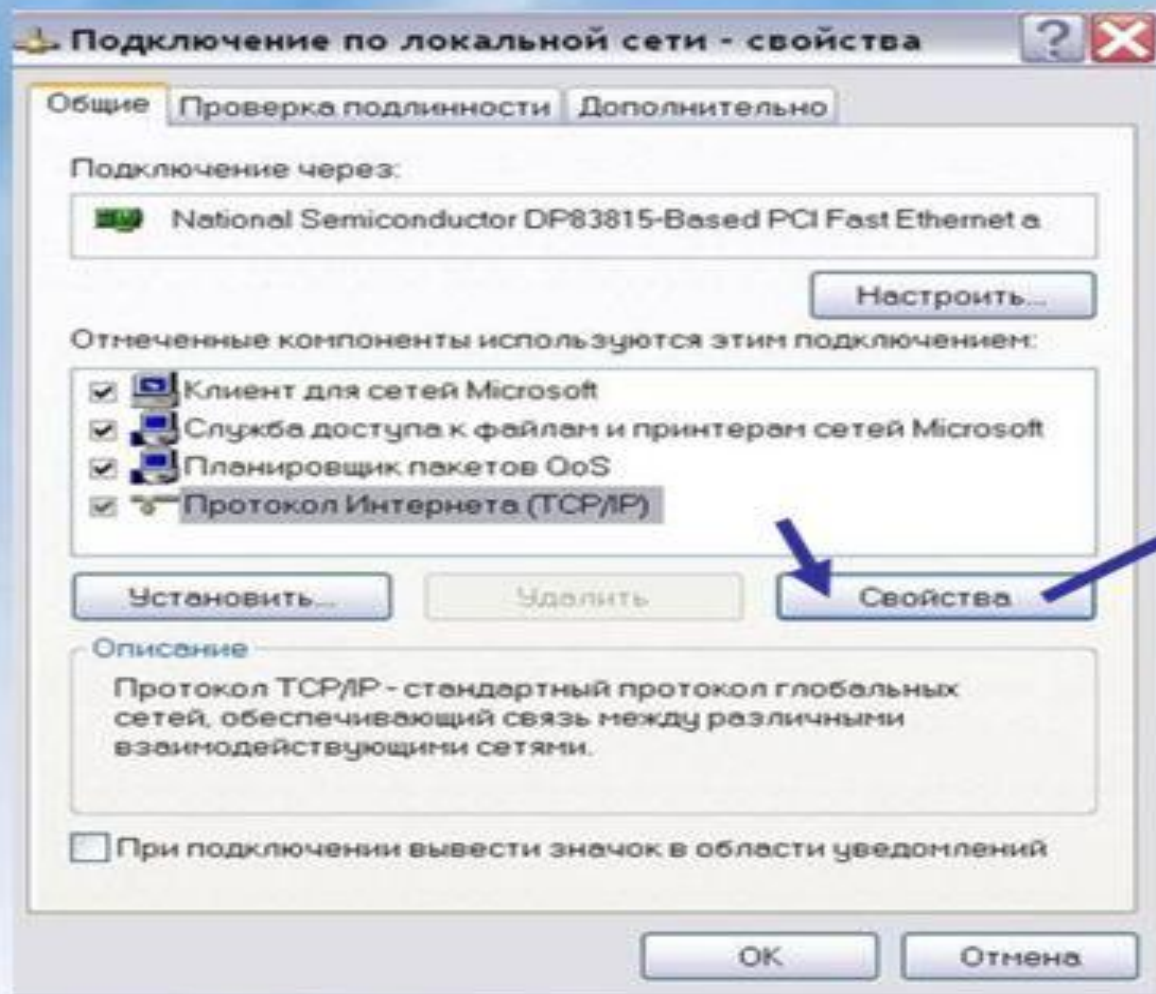 Подключение по локальной сети - свойства
Общие Проверка подлинности Дополнительно
Подключение через:
National Semiconductor DP83815-Based PCI Fast Ethernet a
Настроить...
Отмеченные компоненты используются этим подключением:
Клиент для сетей Microsoft
Служба доступа к файлам и принтерам сетей Microsoft
Планировщик пакетов QoS
Протокол Интернета (TCP/IP)
Установить... Удалить Свойства
Описание
Протокол TCP/IP - стандартный протокол глобальных
сетей, обеспечивающий связь между различными
взаимодействующими сетями.
При подключении вывести значок в области уведомлений
ОК Отмена